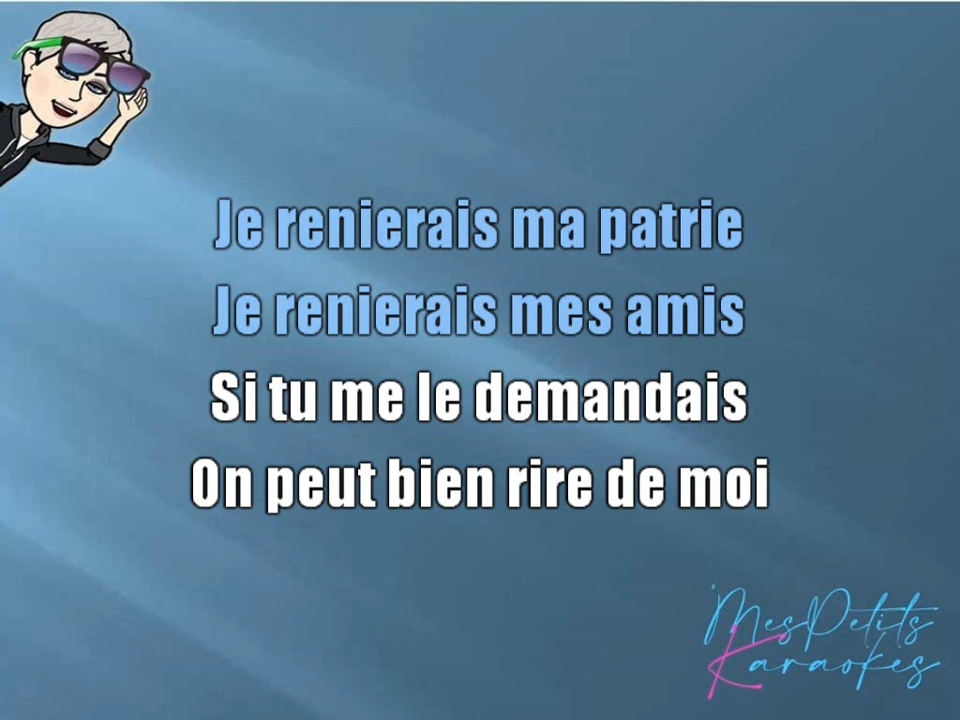 Je renierais ma patrie
Je renierais mes amis
Si tu me le demandais
On peut bien rire de moi
MesPetits
Karaokes